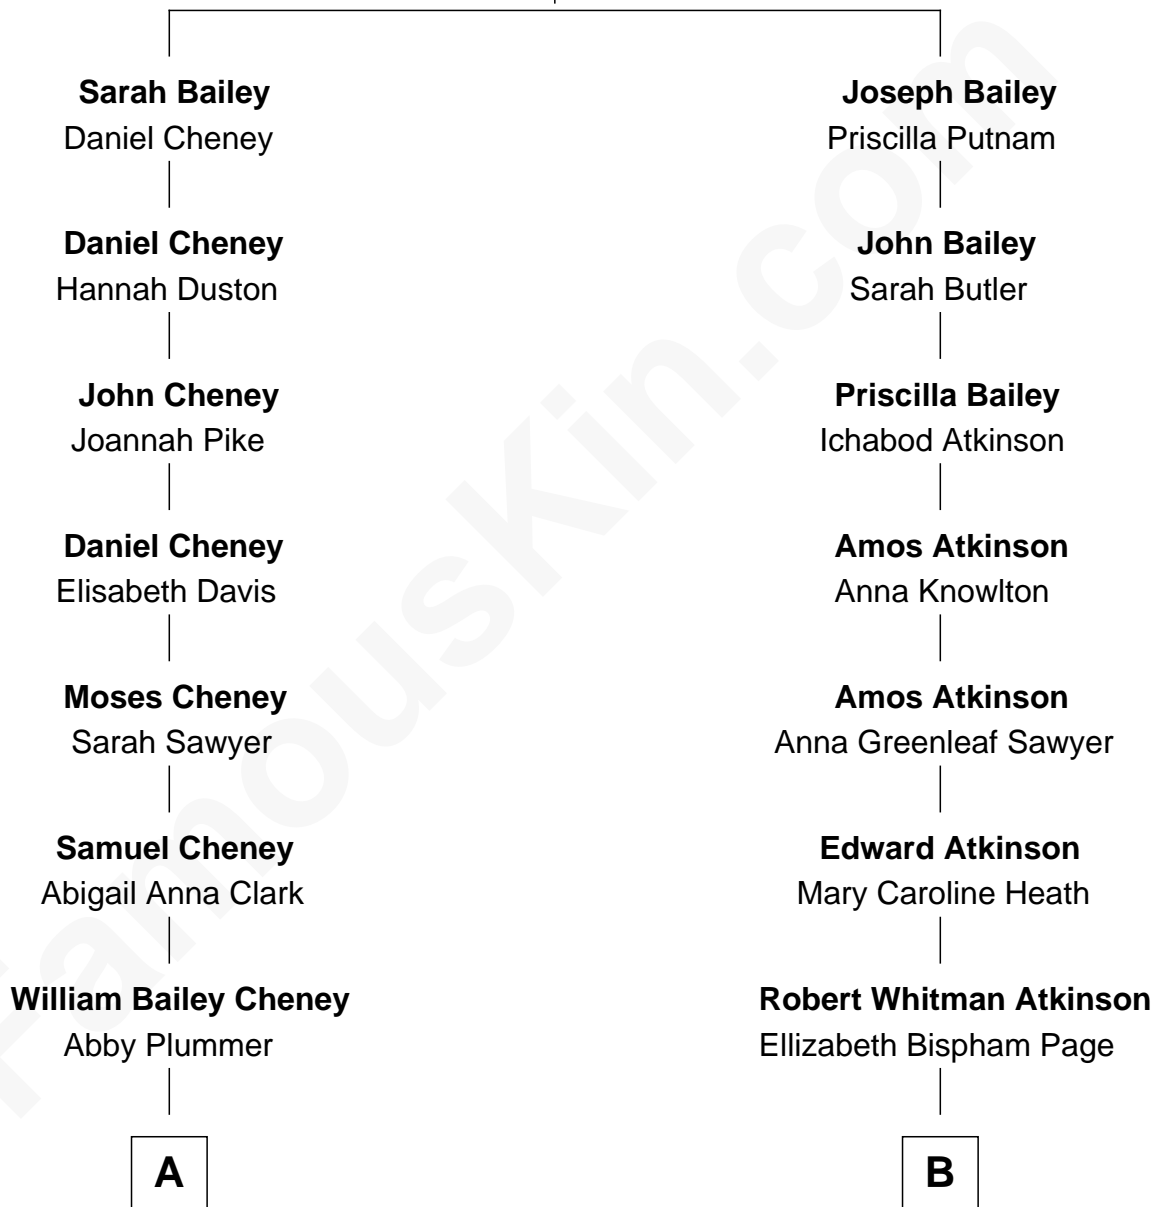 Sarah Bailey
Daniel Cheney
Daniel Cheney
Hannah Duston
John Cheney
Joannah Pike
Daniel Cheney
Elisabeth Davis
Moses Cheney
Sarah Sawyer
Samuel Cheney
Abigail Anna Clark
William Bailey Cheney
Abby Plummer
A
Joseph Bailey
Priscilla Putnam
John Bailey
Sarah Butler
Priscilla Bailey
Ichabod Atkinson
Amos Atkinson
Anna Knowlton
Amos Atkinson
Anna Greenleaf Sawyer
Edward Atkinson
Mary Caroline Heath
Robert Whitman Atkinson
Ellizabeth Bispham Page
B
FamousKin.com